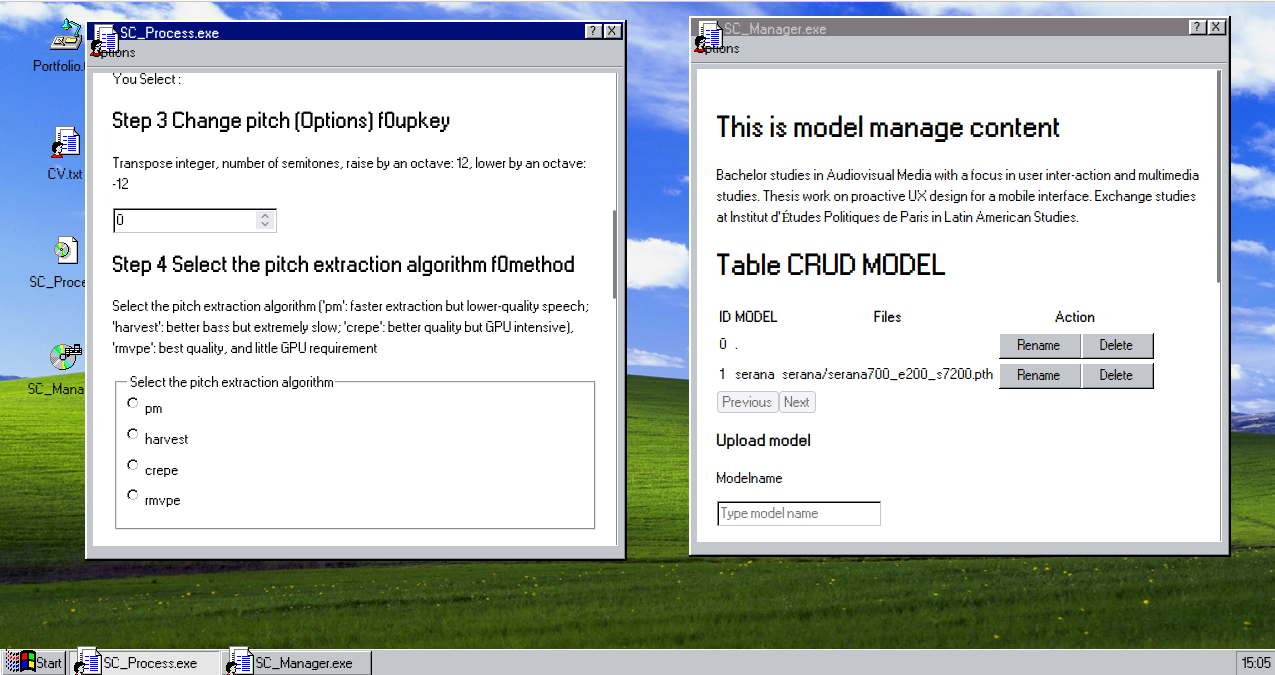 Portfolio.t
CV.txt
SC_Proce
SC_Mana
SC_Process.exe
? X
Options
You Select :
Step 3 Change pitch (Options) f0upkey
Transpose integer, number of semitones, raise by an octave: 12, lower by an octave:
-12
0
Step 4 Select the pitch extraction algorithm f0method
Select the pitch extraction algorithm ('pm': faster extraction but lower-quality speech;
'harvest': better bass but extremely slow; 'crepe': better quality but GPU intensive),
'rmvpe': best quality, and little GPU requirement
Select the pitch extraction algorithm
pm
harvest
crepe
rmvpe
SC_Manager.exe
? X
Options
This is model manage content
Bachelor studies in Audiovisual Media with a focus in user inter-action and multimedia
studies. Thesis work on proactive UX design for a mobile interface. Exchange studies
at Institut d'Études Politiques de Paris in Latin American Studies.
Table CRUD MODEL
ID MODEL Files Action
0 . Rename Delete
1 serana serana/serana700_e200_s7200.pth Rename Delete
Previous Next
Upload model
Modelname
Type model name
Start SC_Process.exe SC_Manager.exe 15:05